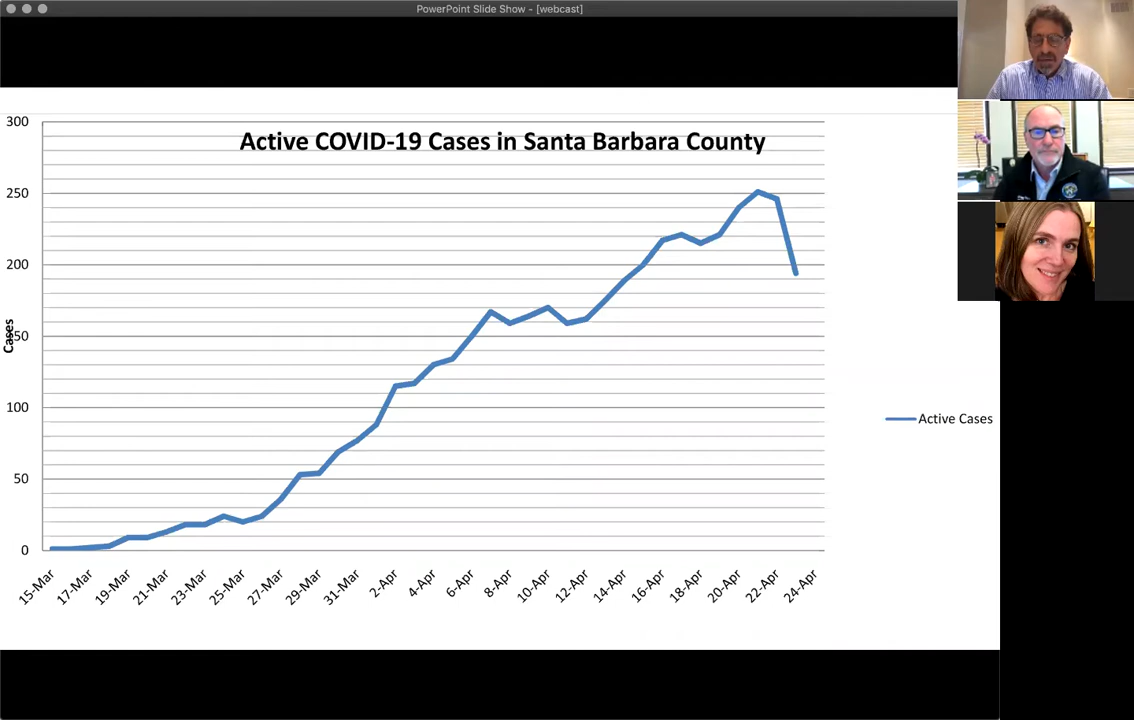 PowerPoint Slide Show - [webcast]
Active COVID-19 Cases in Santa Barbara County
300
250
200
150
100
50
0
Cases
Active Cases
15-Mar
17-Mar
19-Mar
21-Mar
23-Mar
25-Mar
27-Mar
29-Mar
31-Mar
2-Apr
4-Apr
6-Apr
8-Apr
10-Apr
12-Apr
14-Apr
16-Apr
18-Apr
20-Apr
22-Apr
24-Apr